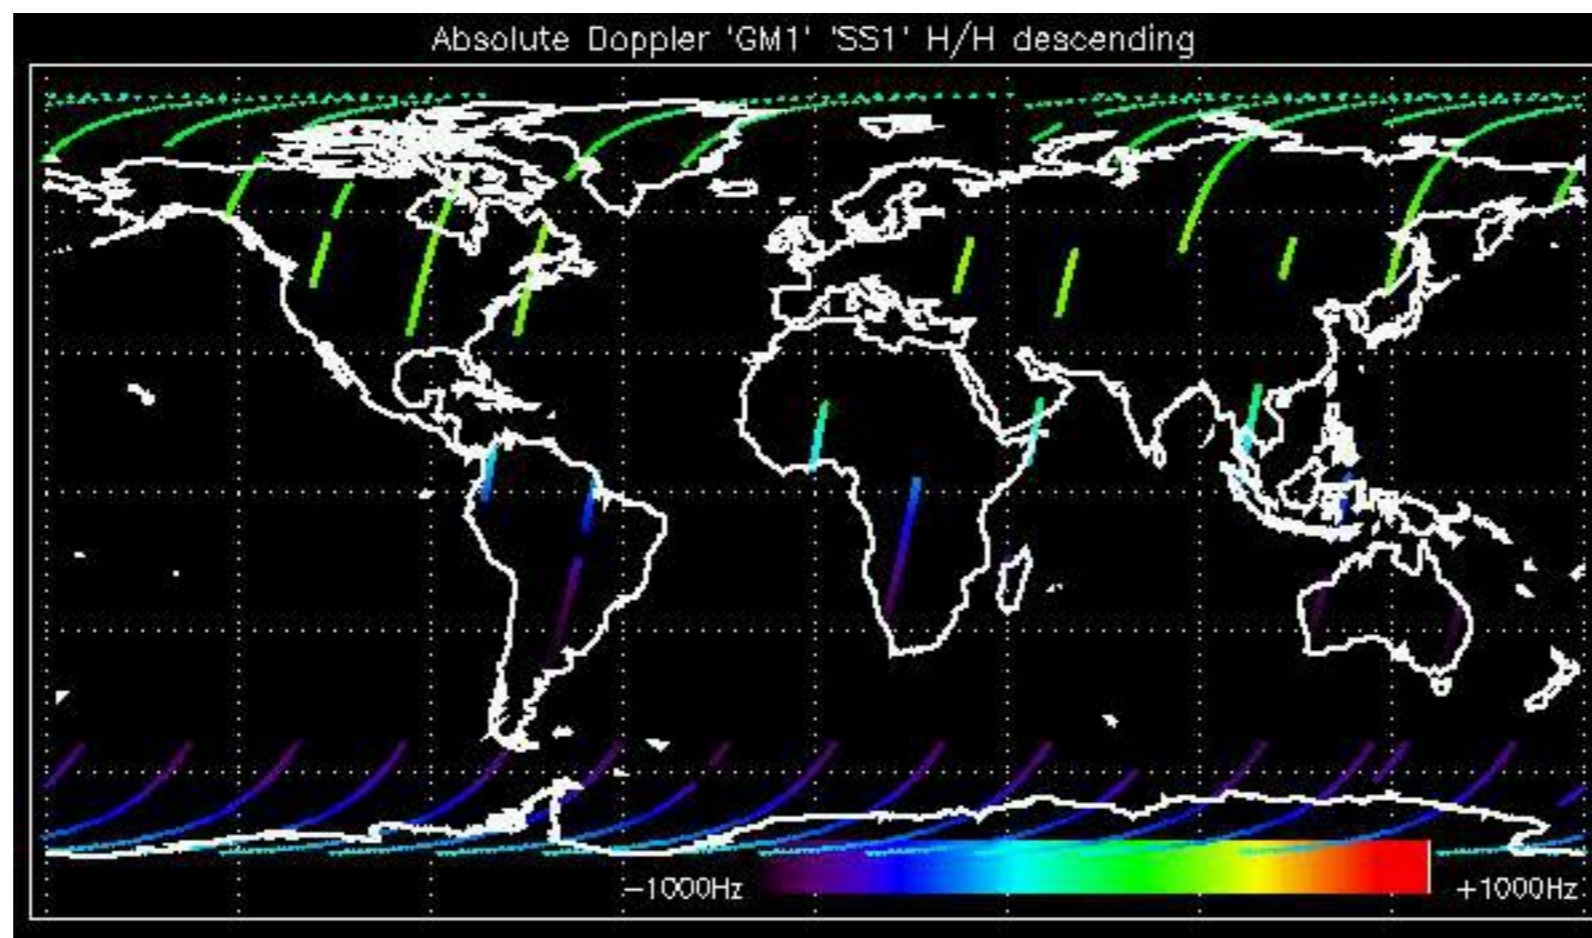 Absolute Doppler 'GM1' 'SS1' H/H descending
−1000Hz
+1000Hz